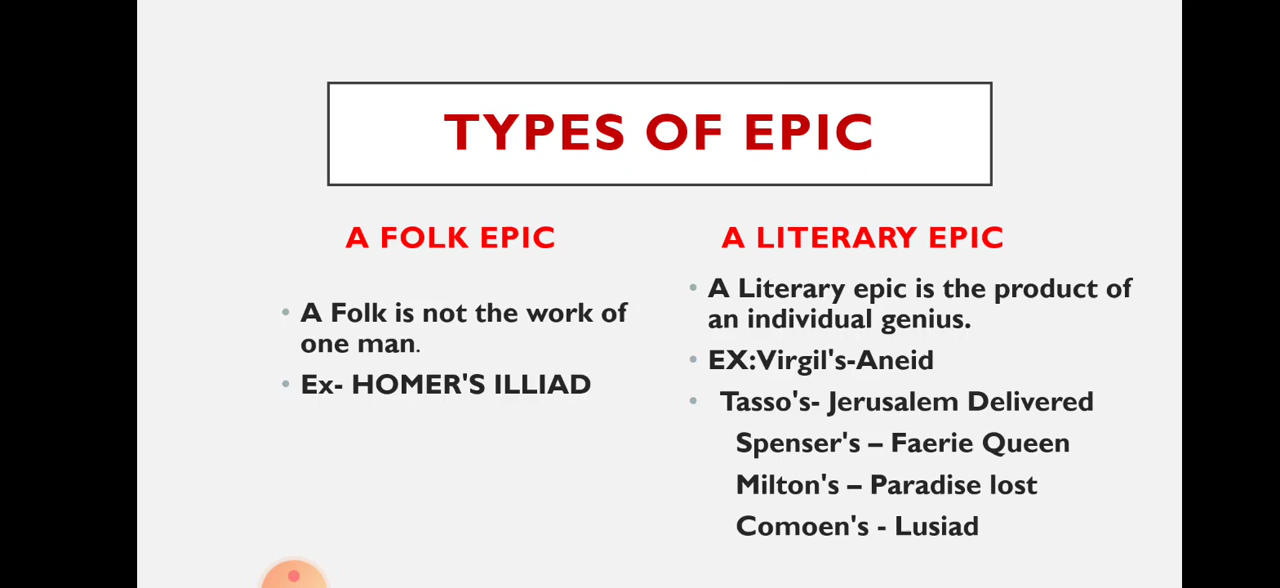 TYPES OF EPIC
A FOLK EPIC
• A Folk is not the work of
one man.
• Ex- HOMER'S ILLIAD
A LITERARY EPIC
• A Literary epic is the product of
an individual genius.
• EX:Virgil's-Aneid
• Tasso's- Jerusalem Delivered
Spenser's – Faerie Queen
Milton's – Paradise lost
Comoen's - Lusiad